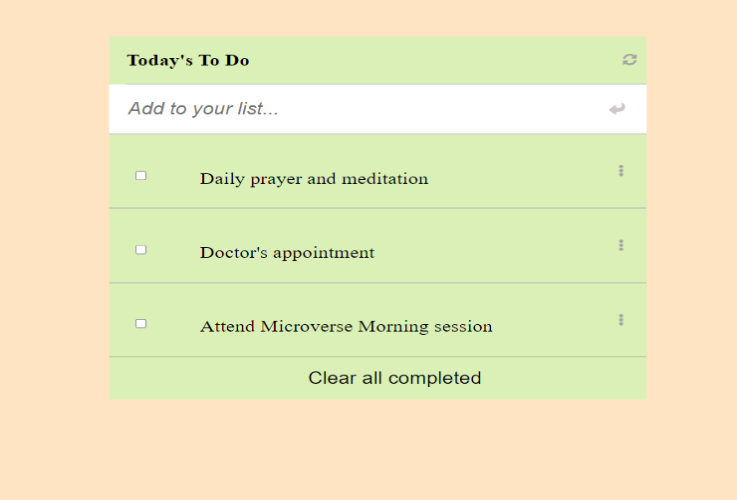 Today's To Do
Add to your list...
Daily prayer and meditation
Doctor's appointment
Attend Microverse Morning session
Clear all completed